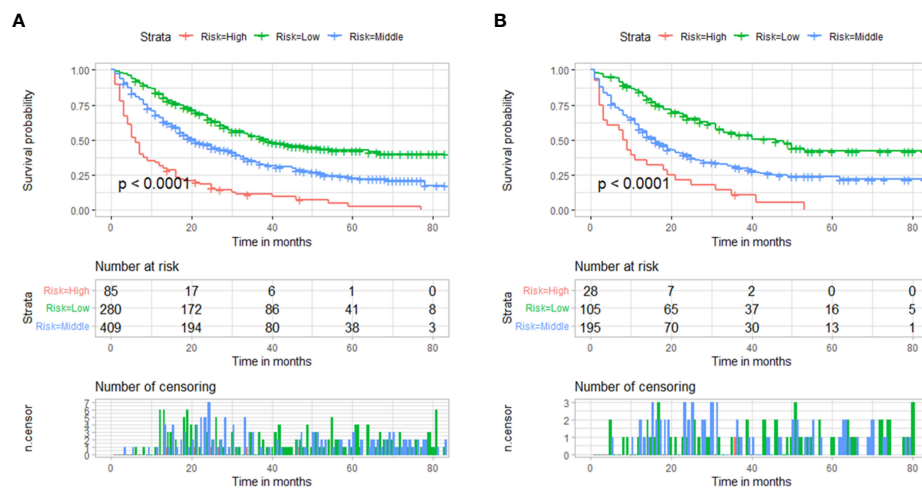 A
Strata Risk=High Risk=Low Risk=Middle
1.00
0.75
0.50
0.25
0.00
Survival probability
p < 0.0001
0 20 40 60 80
Time in months
Number at risk
Strata
Risk=High 85 17 6 1 0
Risk=Low 280 172 86 41 8
Risk=Middle 409 194 80 38 3
0 20 40 60 80
Time in months
Number of censoring
n.censor
7
6
5
4
3
2
1
0
0 20 40 60 80
Time in months
B
Strata Risk=High Risk=Low Risk=Middle
1.00
0.75
0.50
0.25
0.00
Survival probability
p < 0.0001
0 20 40 60 80
Time in months
Number at risk
Strata
Risk=High 28 7 2 0 0
Risk=Low 105 65 37 16 5
Risk=Middle 195 70 30 13 1
0 20 40 60 80
Time in months
Number of censoring
n.censor
3
2
1
0
0 20 40 60 80
Time in months